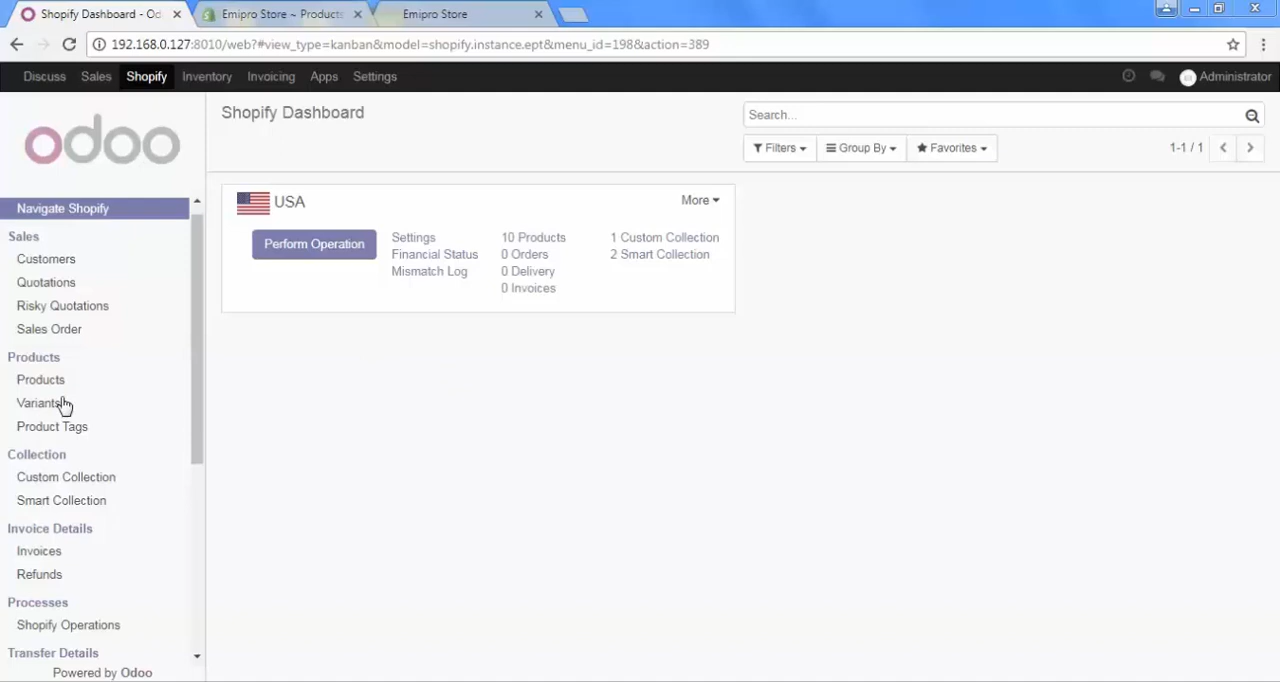 Shopify Dashboard - Od
Emipro Store ~ Products
Emipro Store
192.168.0.127:8010/web?#view_type=kanban&model=shopify.instance.ept&menu_id=198&action=389
Discuss Sales Shopify Inventory Invoicing Apps Settings
Administrator
odoo
Shopify Dashboard
Search...
Filters Group By Favorites
1-1 / 1
Navigate Shopify
Sales
Customers
Quotations
Risky Quotations
Sales Order
Products
Products
Variants
Product Tags
Collection
Custom Collection
Smart Collection
Invoice Details
Invoices
Refunds
Processes
Shopify Operations
Transfer Details
Powered by Odoo
USA
More
Perform Operation
Settings 10 Products 1 Custom Collection
Financial Status 0 Orders 2 Smart Collection
Mismatch Log 0 Delivery
0 Invoices